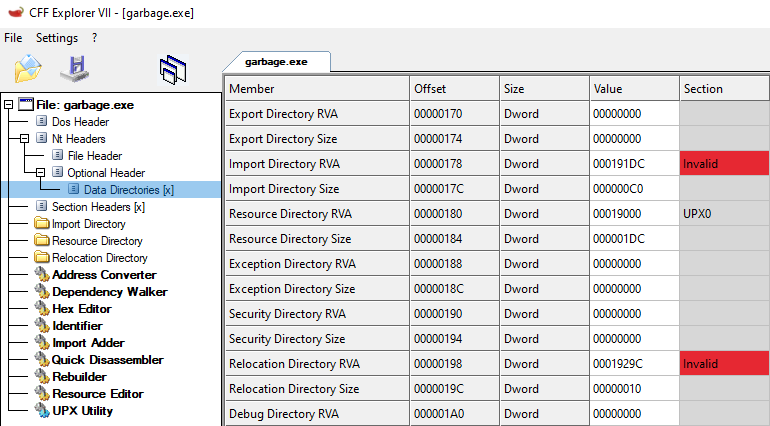 CFF Explorer VII - [garbage.exe]
File Settings ?
garbage.exe
File: garbage.exe
Dos Header
Nt Headers
File Header
Optional Header
Data Directories [x]
Section Headers [x]
Import Directory
Resource Directory
Relocation Directory
Address Converter
Dependency Walker
Hex Editor
Identifier
Import Adder
Quick Disassembler
Rebuilder
Resource Editor
UPX Utility
Member Offset Size Value Section
Export Directory RVA 00000170 Dword 00000000
Export Directory Size 00000174 Dword 00000000
Import Directory RVA 00000178 Dword 000191DC Invalid
Import Directory Size 0000017C Dword 000000C0
Resource Directory RVA 00000180 Dword 00019000 UPX0
Resource Directory Size 00000184 Dword 000001DC
Exception Directory RVA 00000188 Dword 00000000
Exception Directory Size 0000018C Dword 00000000
Security Directory RVA 00000190 Dword 00000000
Security Directory Size 00000194 Dword 00000000
Relocation Directory RVA 00000198 Dword 0001929C Invalid
Relocation Directory Size 0000019C Dword 00000010
Debug Directory RVA 000001A0 Dword 00000000